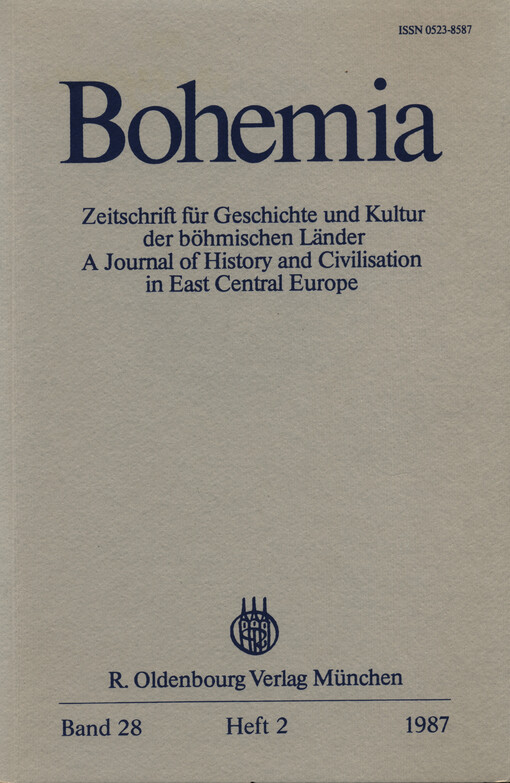 ISSN 0523-8587
Bohemia
Zeitschrift für Geschichte und Kultur
der böhmischen Länder
A Journal of History and Civilisation
in East Central Europe
R. Oldenbourg Verlag München
Band 28 Heft 2 1987